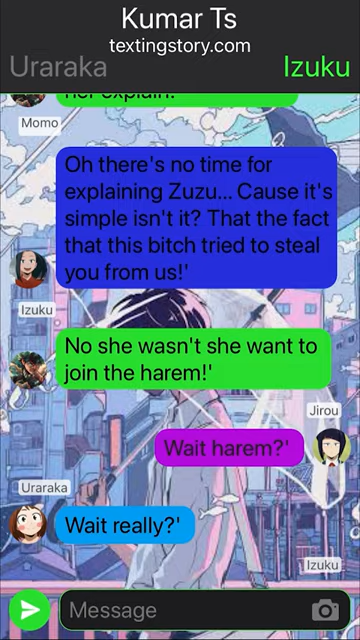 Kumar Ts
textingstory.com
Uraraka
Izuku
her explain!'
Momo
Oh there's no time for
explaining Zuzu... Cause it's
simple isn't it? That the fact
that this bitch tried to steal
you from us!'
Izuku
No she wasn't she want to
join the harem!'
Jirou
Wait harem?'
Uraraka
Wait really?'
Izuku
Message